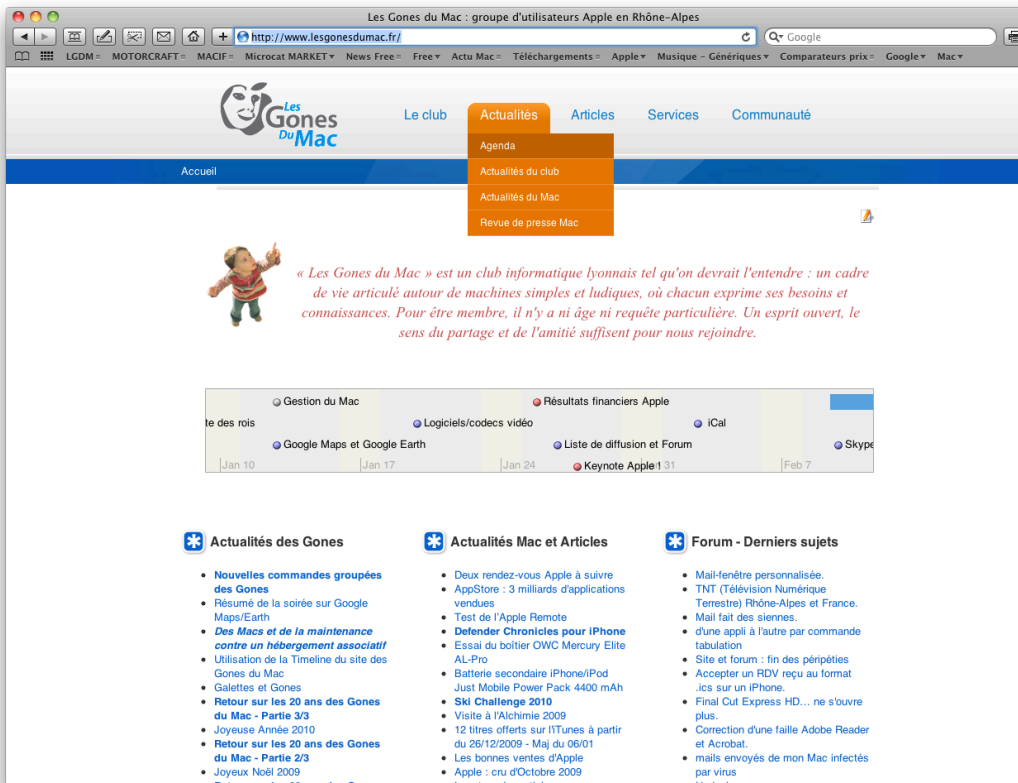 Les Gones du Mac : groupe d'utilisateurs Apple en Rhône-Alpes
http://www.lesgonesdumac.fr/
Google
LGDM MOTORCRAFT MACIF Microcat MARKET News Free Free Actu Mac Téléchargements Apple Musique - Génériques Comparateurs prix Google Mac
Les Gones Du Mac
Le club Actualités Articles Services Communauté
Agenda
Actualités du club
Actualités du Mac
Revue de presse Mac
Accueil
« Les Gones du Mac » est un club informatique lyonnais tel qu'on devrait l'entendre : un cadre
de vie articulé autour de machines simples et ludiques, où chacun exprime ses besoins et
connaissances. Pour être membre, il n'y a ni âge ni requête particulière. Un esprit ouvert, le
sens du partage et de l'amitié suffisent pour nous rejoindre.
Gestion du Mac Résultats financiers Apple
te des rois Logiciels/codecs vidéo iCal
Google Maps et Google Earth Liste de diffusion et Forum Skype
Jan 10 Jan 17 Jan 24 Keynote Apple ! 31 Feb 7
Actualités des Gones
Nouvelles commandes groupées
des Gones
Résumé de la soirée sur Google
Maps/Earth
Des Macs et de la maintenance
contre un hébergement associatif
Utilisation de la Timeline du site des
Gones du Mac
Galettes et Gones
Retour sur les 20 ans des Gones
du Mac - Partie 3/3
Joyeuse Année 2010
Retour sur les 20 ans des Gones
du Mac - Partie 2/3
Joyeux Noël 2009
Actualités Mac et Articles
Deux rendez-vous Apple à suivre
AppStore : 3 milliards d'applications
vendues
Test de l'Apple Remote
Defender Chronicles pour iPhone
Essai du boîtier OWC Mercury Elite
AL-Pro
Batterie secondaire iPhone/iPod
Just Mobile Power Pack 4400 mAh
Ski Challenge 2010
Visite à l'Alchimie 2009
12 titres offerts sur l'iTunes à partir
du 26/12/2009 - Maj du 06/01
Les bonnes ventes d'Apple
Apple : cru d'Octobre 2009
Forum - Derniers sujets
Mail-fenêtre personnalisée.
TNT (Télévision Numérique
Terrestre) Rhône-Alpes et France.
Mail fait des siennes.
d'une appli à l'autre par commande
tabulation
Site et forum : fin des péripéties
Accepter un RDV reçu au format
.ics sur un iPhone.
Final Cut Express HD… ne s'ouvre
plus.
Correction d'une faille Adobe Reader
et Acrobat.
mails envoyés de mon Mac infectés
par virus